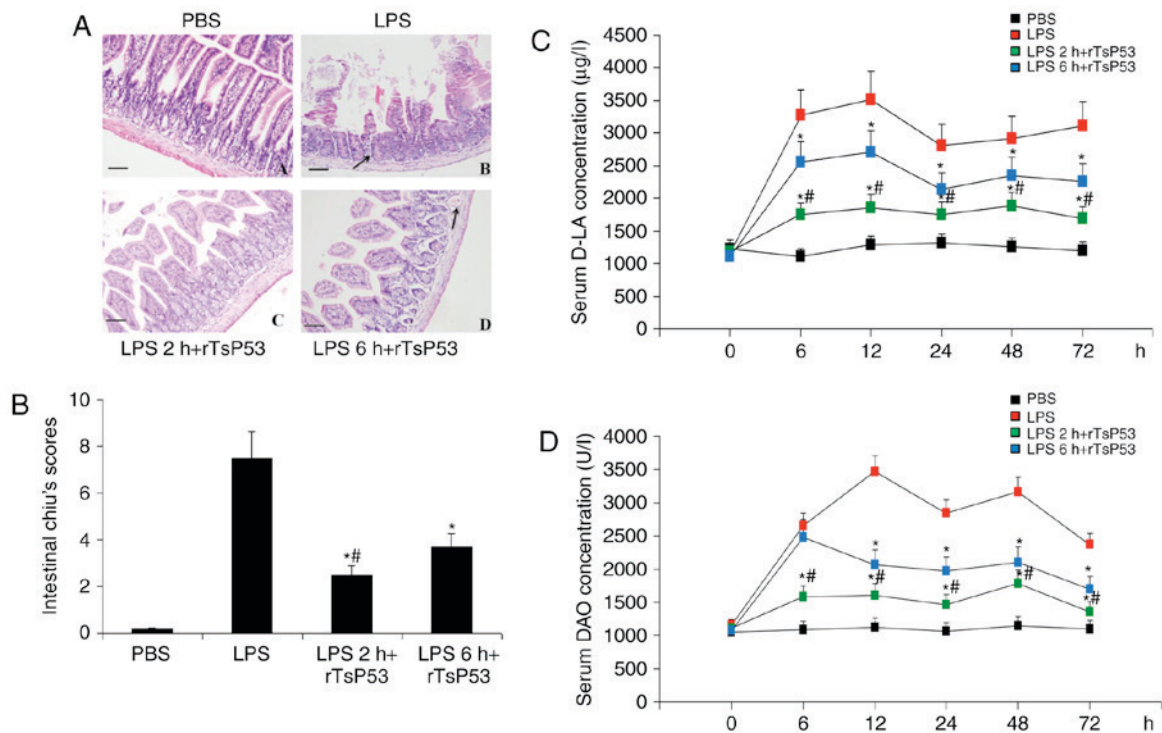 A
PBS
LPS
A
B
C
D
LPS 2 h+rTsP53
LPS 6 h+rTsP53
B
Intestinal chiu's scores
10
8
6
4
2
0
*#
*
PBS
LPS
LPS 2 h+
rTsP53
LPS 6 h+
rTsP53
C
PBS
LPS
LPS 2 h+rTsP53
LPS 6 h+rTsP53
Serum D-LA concentration (µg/l)
4500
4000
3500
3000
2500
2000
1500
1000
500
0
* * * * *
*# *# *# *# *#
0 6 12 24 48 72 h
D
PBS
LPS
LPS 2 h+rTsP53
LPS 6 h+rTsP53
Serum DAO concentration (U/l)
4000
3500
3000
2500
2000
1500
1000
500
0
* * * *
*# *# *# *# *#
0 6 12 24 48 72 h